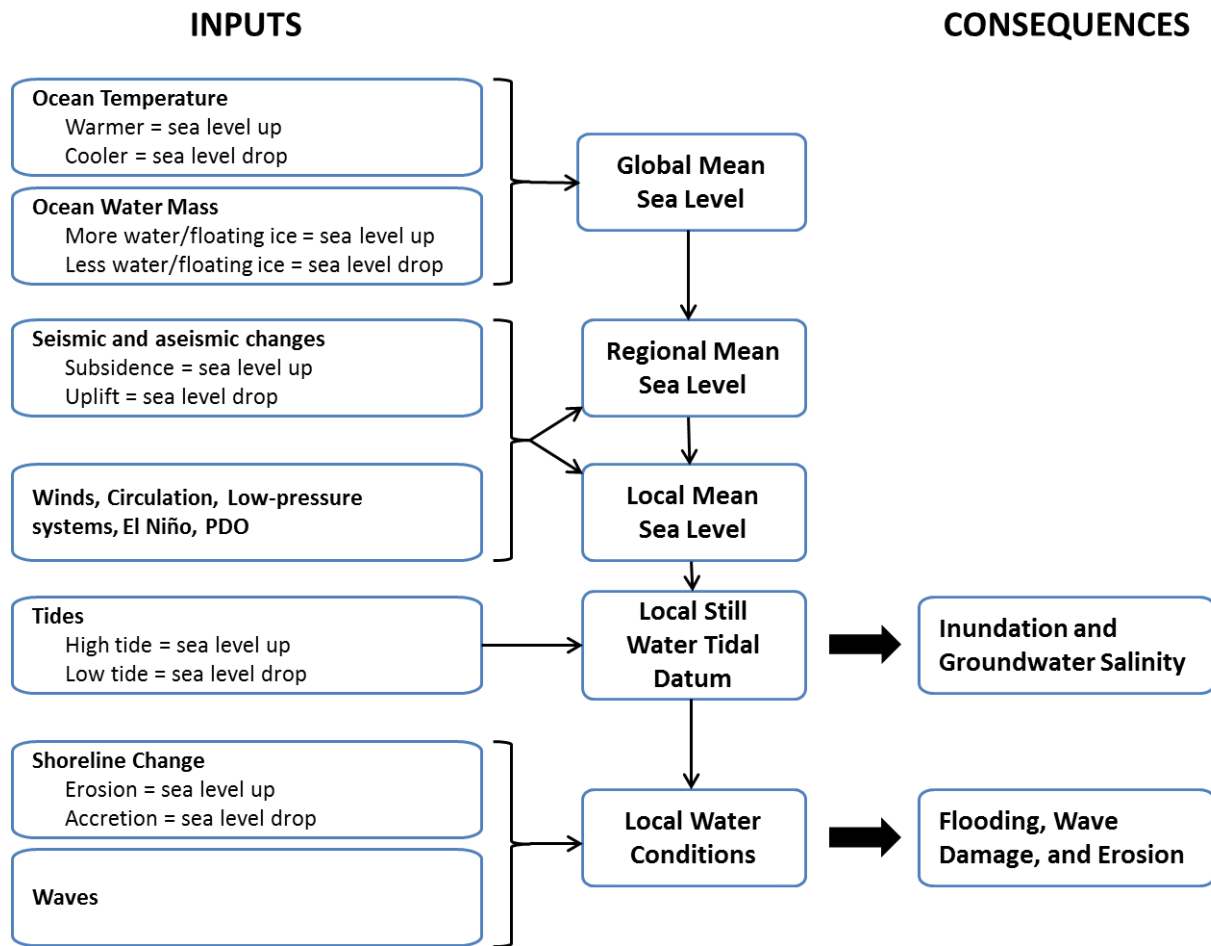 INPUTS
CONSEQUENCES
Ocean Temperature
Warmer = sea level up
Cooler = sea level drop
Ocean Water Mass
More water/floating ice = sea level up
Less water/floating ice = sea level drop
Global Mean
Sea Level
Seismic and aseismic changes
Subsidence = sea level up
Uplift = sea level drop
Regional Mean
Sea Level
Winds, Circulation, Low-pressure
systems, El Niño, PDO
Local Mean
Sea Level
Tides
High tide = sea level up
Low tide = sea level drop
Local Still
Water Tidal
Datum
Inundation and
Groundwater Salinity
Shoreline Change
Erosion = sea level up
Accretion = sea level drop
Waves
Local Water
Conditions
Flooding, Wave
Damage, and Erosion